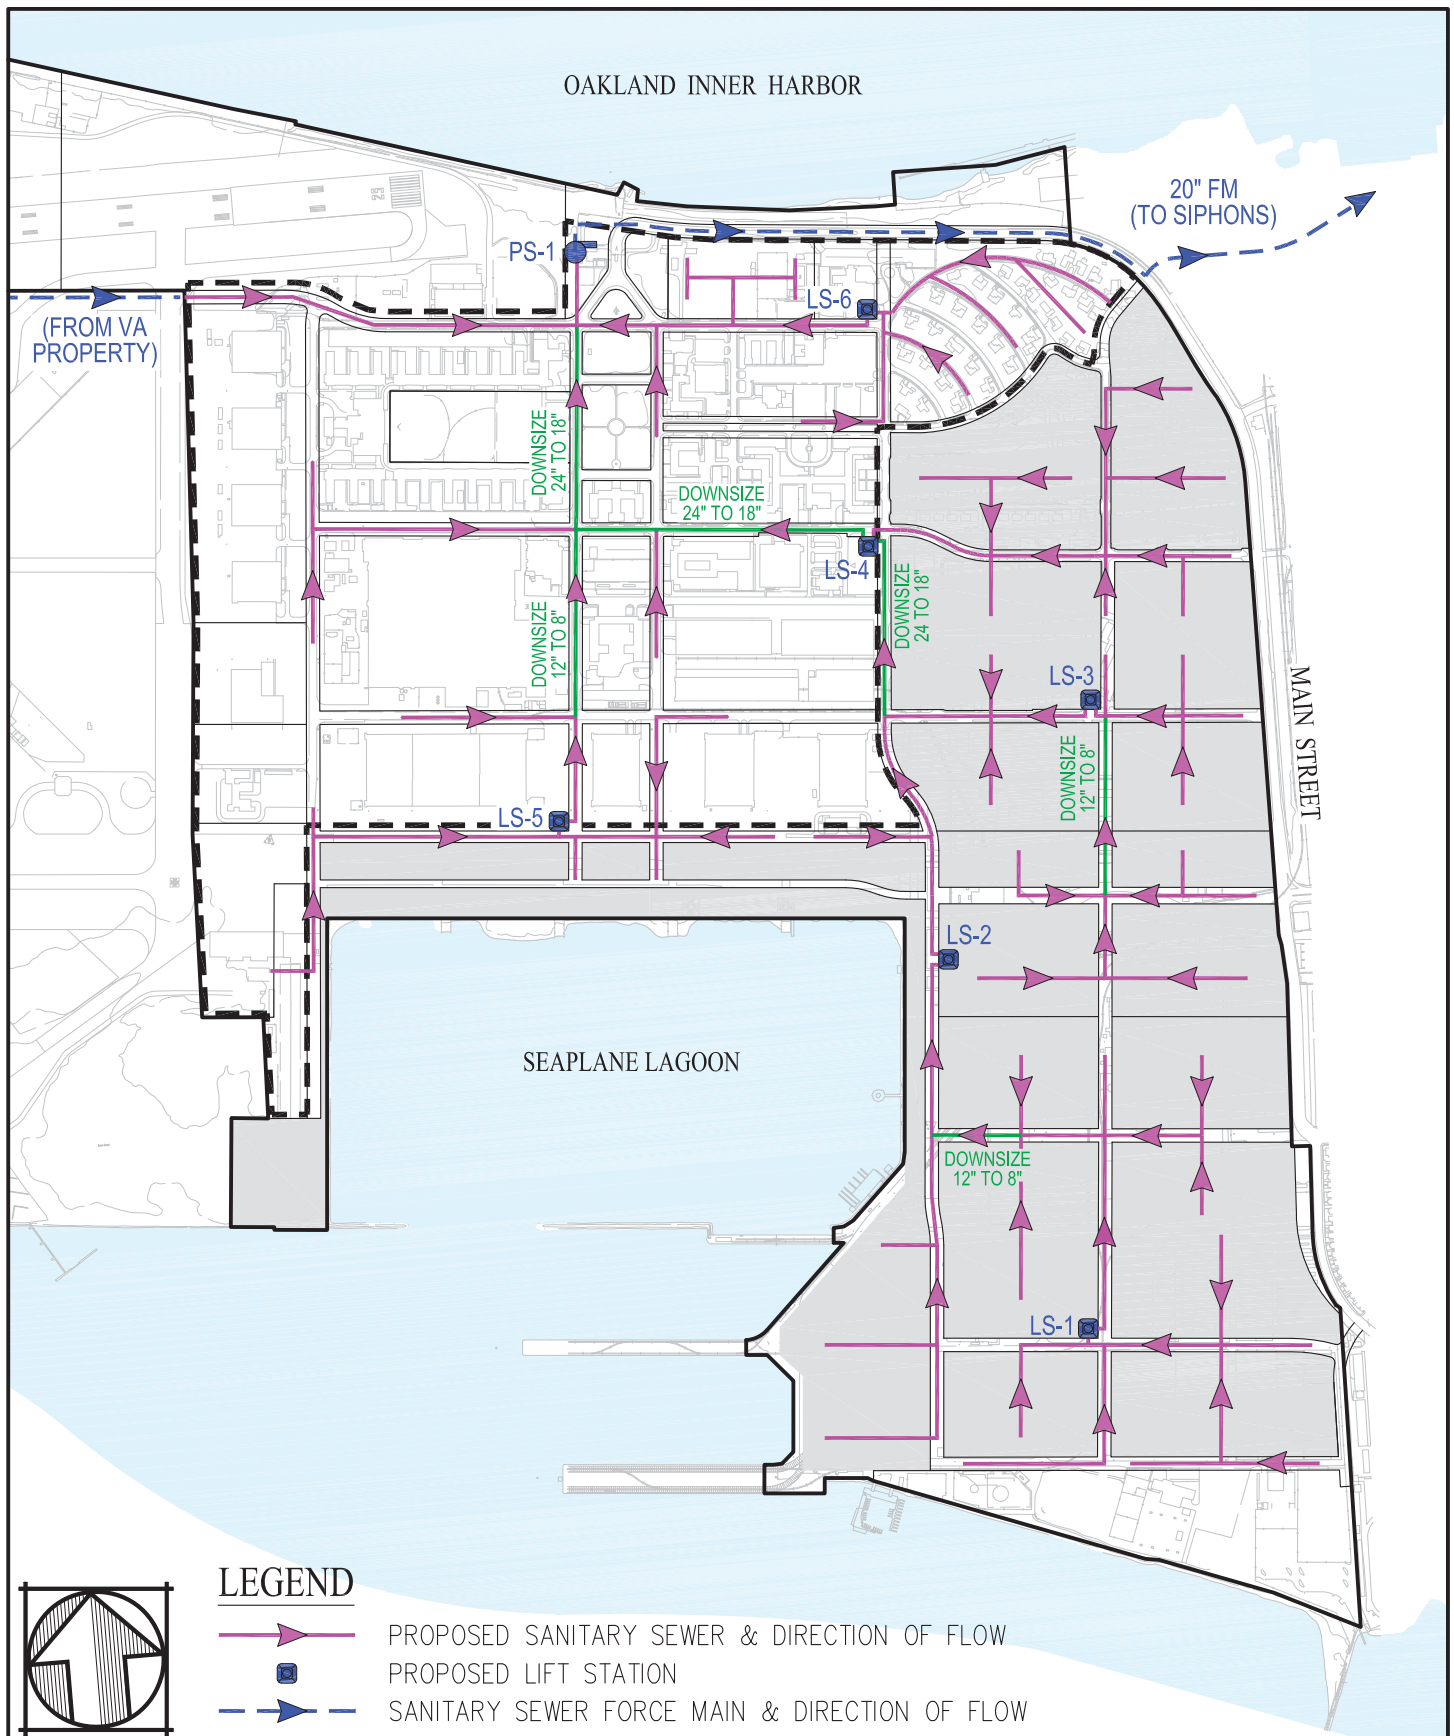 OAKLAND INNER HARBOR
20" FM
(TO SIPHONS)
PS-1
LS-6
(FROM VA
PROPERTY)
DOWNSIZE
24" TO 18"
DOWNSIZE
24" TO 18"
LS-4
DOWNSIZE
24 TO 18"
DOWNSIZE
12" TO 8"
LS-3
MAIN STREET
DOWNSIZE
12" TO 8"
LS-5
LS-2
SEAPLANE LAGOON
DOWNSIZE
12" TO 8"
LS-1
LEGEND
PROPOSED SANITARY SEWER & DIRECTION OF FLOW
PROPOSED LIFT STATION
SANITARY SEWER FORCE MAIN & DIRECTION OF FLOW